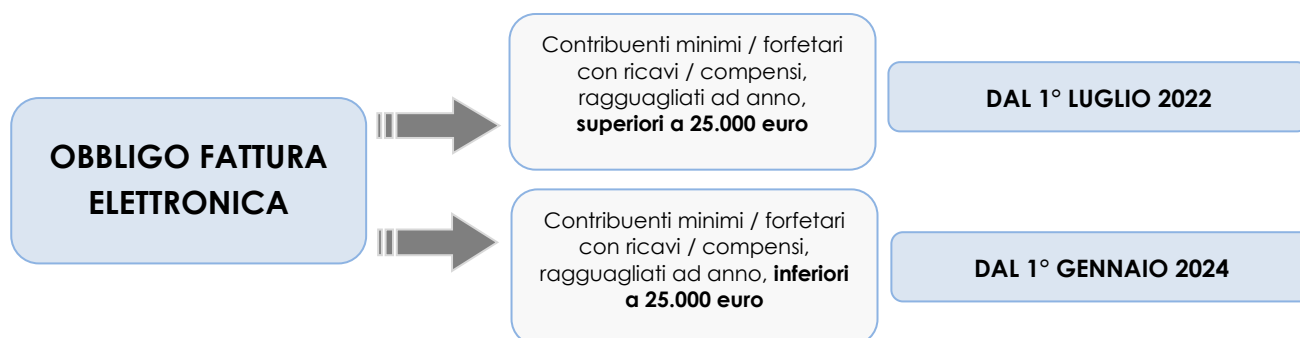 OBBLIGO FATTURA
ELETTRONICA
Contribuenti minimi / forfetari
con ricavi / compensi,
ragguagliati ad anno,
superiori a 25.000 euro
DAL 1° LUGLIO 2022
Contribuenti minimi / forfetari
con ricavi / compensi,
ragguagliati ad anno, inferiori
a 25.000 euro
DAL 1° GENNAIO 2024